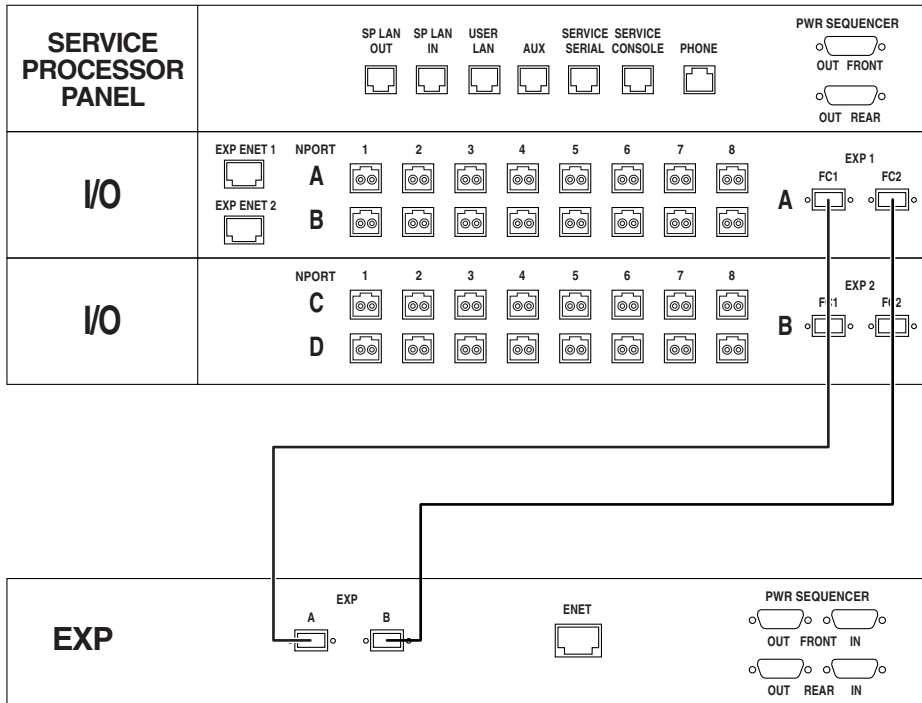 SERVICE
PROCESSOR
PANEL
SP LAN
OUT
SP LAN
IN
USER
LAN
AUX
SERVICE
SERIAL
SERVICE
CONSOLE
PHONE
PWR SEQUENCER
OUT FRONT
OUT REAR
I/O
EXP ENET 1
EXP ENET 2
NPORT 1 2 3 4 5 6 7 8
A
B
EXP 1
A FC1 FC2
I/O
NPORT 1 2 3 4 5 6 7 8
C
D
EXP 2
B FC1 FC2
EXP
EXP
A B
ENET
PWR SEQUENCER
OUT FRONT IN
OUT REAR IN